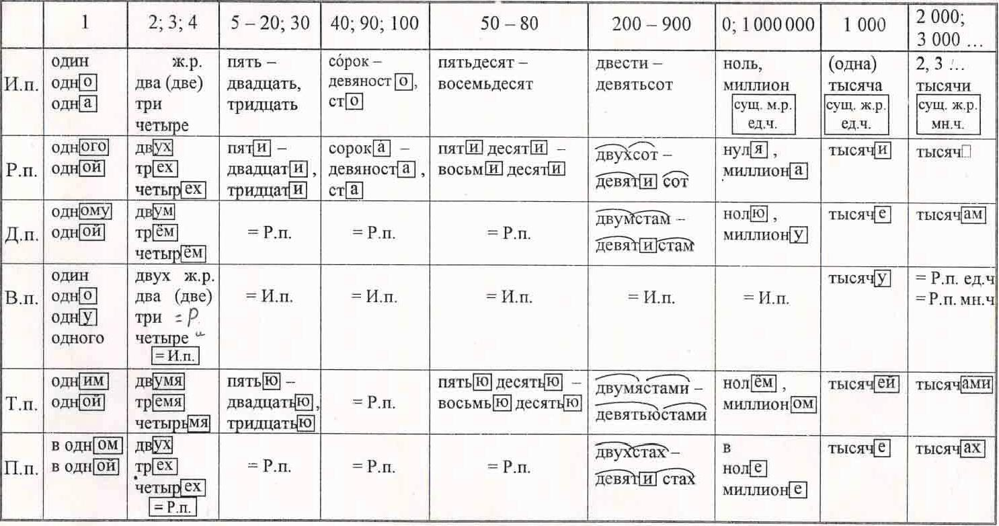 1
2; 3; 4
5 – 20; 30
40; 90; 100
50 – 80
200 – 900
0; 1 000 000
1 000
2 000;
3 000 ...
И.п.
один
одно
одна
ж.р.
два (две)
три
четыре
пять –
двадцать,
тридцать
со́рок –
девяносто,
сто
пятьдесят –
восемьдесят
двести –
девятьсот
ноль,
миллион
сущ. м.р.
ед.ч.
(одна)
тысяча
сущ. ж.р.
ед.ч.
2, 3 ...
тысячи
сущ. ж.р.
мн.ч.
Р.п.
одного
одной
двух
трех
четырех
пяти –
двадцати,
тридцати
сорока –
девяноста,
ста
пяти десяти –
восьми десяти
двухсот –
девяти сот
нуля,
миллиона
тысячи
тысяч
Д.п.
одному
одной
двум
трём
четырём
= Р.п.
= Р.п.
= Р.п.
двумстам –
девятистам
нолю,
миллиону
тысяче
тысячам
В.п.
один
одно
одну
одного
двух ж.р.
два (две)
три = Р
четыре
= И.п.
= И.п.
= И.п.
= И.п.
= И.п.
= И.п.
тысячу
= Р.п. ед.ч
= Р.п. мн.ч
Т.п.
одним
одной
двумя
тремя
четырьмя
пятью –
двадцатью,
тридцатью
= Р.п.
пятью десятью –
восьмью десятью
двумястами –
девятьюстами
нолём,
миллионом
тысячей
тысячами
П.п.
в одном
в одной
двух
трех
четырех
= Р.п.
= Р.п.
= Р.п.
= Р.п.
двухстах –
девяти стах
в
ноле
миллионе
тысяче
тысячах